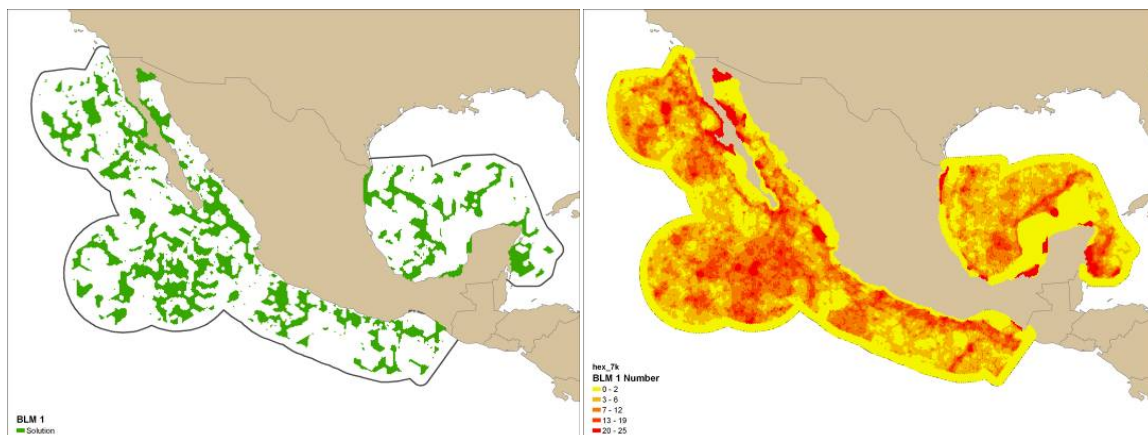 BLM 1
Solution
hex_7k
BLM 1 Number
0 - 2
3 - 6
7 - 12
13 - 19
20 - 25